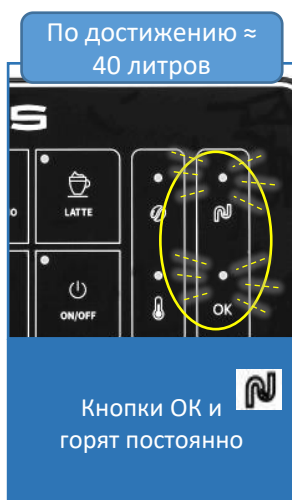 По достижению ≈
40 литров
S
O
LATTE
ON/OFF
OK
Кнопки ОК и
горят постоянно